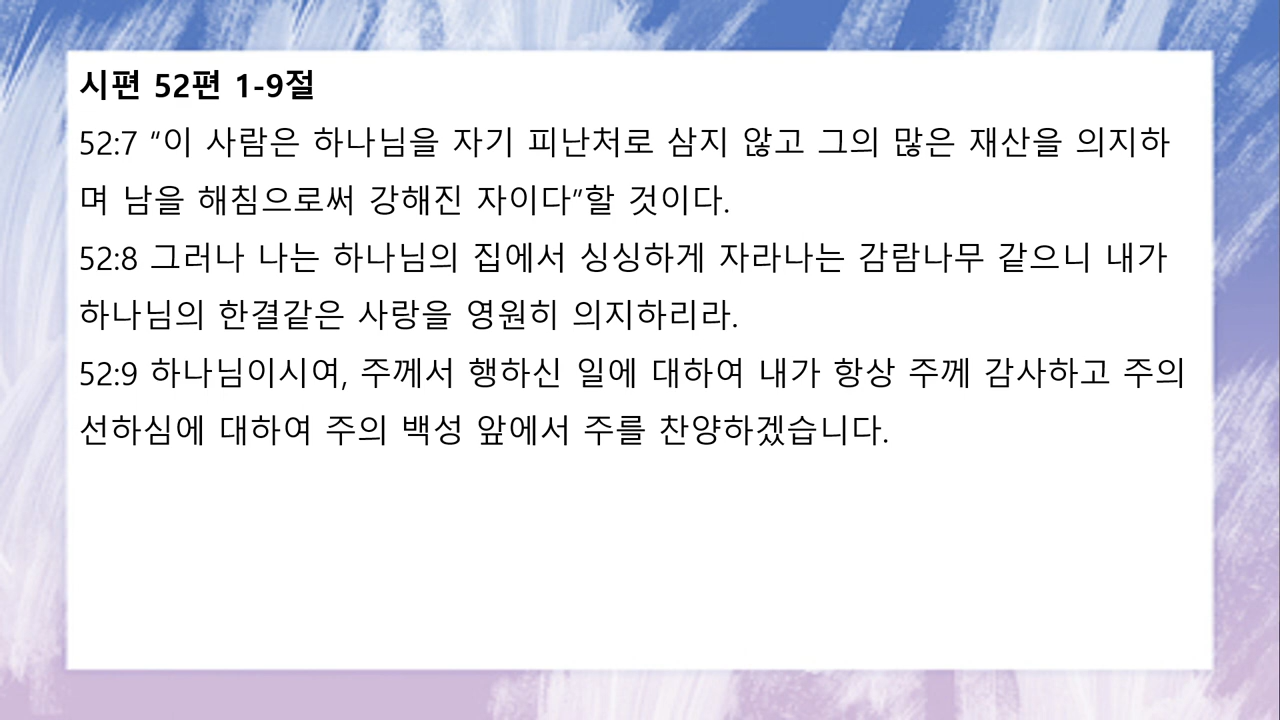 시편 52편 1-9절
52:7 "이 사람은 하나님을 자기 피난처로 삼지 않고 그의 많은 재산을 의지하
며 남을 해침으로써 강해진 자이다"할 것이다.
52:8 그러나 나는 하나님의 집에서 싱싱하게 자라나는 감람나무 같으니 내가
하나님의 한결같은 사랑을 영원히 의지하리라.
52:9 하나님이시여, 주께서 행하신 일에 대하여 내가 항상 주께 감사하고 주의
선하심에 대하여 주의 백성 앞에서 주를 찬양하겠습니다.